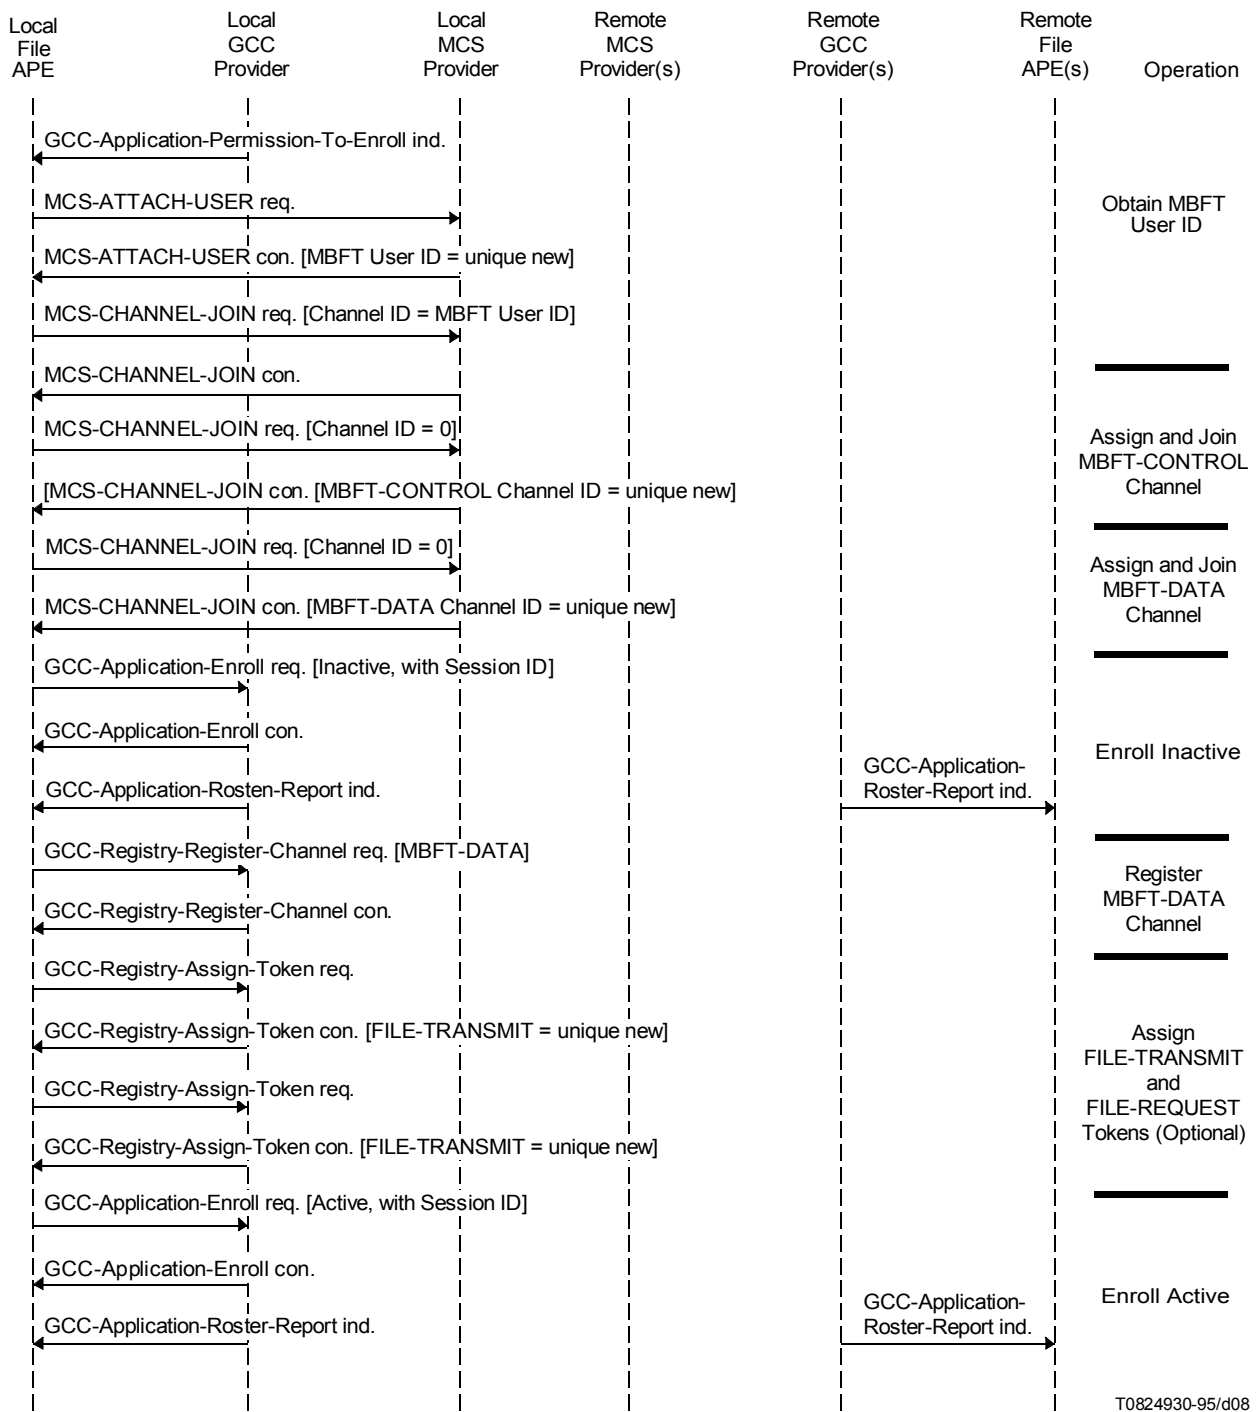 Local
File
APE
Local
GCC
Provider
Local
MCS
Provider
Remote
MCS
Provider(s)
Remote
GCC
Provider(s)
Remote
File
APE(s)
Operation
GCC-Application-Permission-To-Enroll ind.
MCS-ATTACH-USER req.
Obtain MBFT
User ID
MCS-ATTACH-USER con. [MBFT User ID = unique new]
MCS-CHANNEL-JOIN req. [Channel ID = MBFT User ID]
MCS-CHANNEL-JOIN con.
MCS-CHANNEL-JOIN req. [Channel ID = 0]
Assign and Join
MBFT-CONTROL
Channel
[MCS-CHANNEL-JOIN con. [MBFT-CONTROL Channel ID = unique new]
MCS-CHANNEL-JOIN req. [Channel ID = 0]
Assign and Join
MBFT-DATA
Channel
MCS-CHANNEL-JOIN con. [MBFT-DATA Channel ID = unique new]
GCC-Application-Enroll req. [Inactive, with Session ID]
GCC-Application-Enroll con.
Enroll Inactive
GCC-Application-Rosten-Report ind.
GCC-Application-
Roster-Report ind.
GCC-Registry-Register-Channel req. [MBFT-DATA]
Register
MBFT-DATA
Channel
GCC-Registry-Register-Channel con.
GCC-Registry-Assign-Token req.
GCC-Registry-Assign-Token con. [FILE-TRANSMIT = unique new]
Assign
FILE-TRANSMIT
and
FILE-REQUEST
Tokens (Optional)
GCC-Registry-Assign-Token req.
GCC-Registry-Assign-Token con. [FILE-TRANSMIT = unique new]
GCC-Application-Enroll req. [Active, with Session ID]
GCC-Application-Enroll con.
Enroll Active
GCC-Application-Roster-Report ind.
GCC-Application-
Roster-Report ind.
T0824930-95/d08